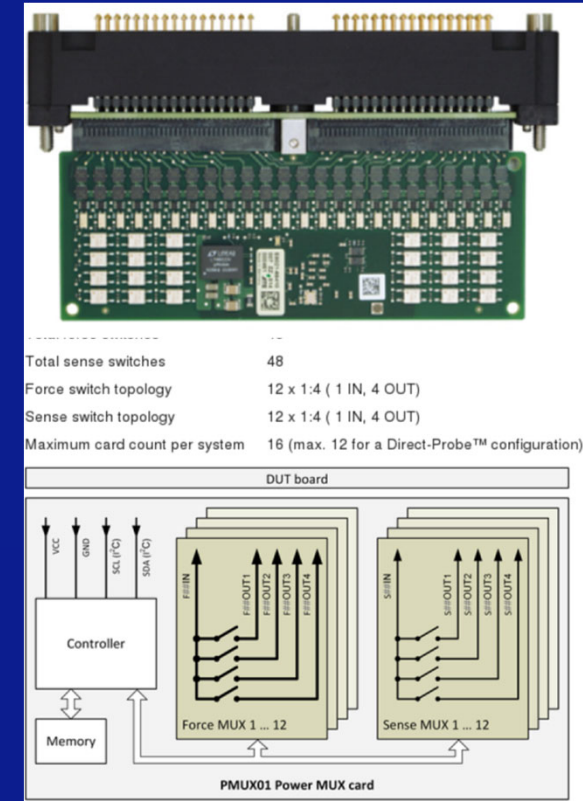 Total sense switches 48
Force switch topology 12 x 1:4 ( 1 IN, 4 OUT)
Sense switch topology 12 x 1:4 ( 1 IN, 4 OUT)
Maximum card count per system 16 (max. 12 for a Direct-Probe™ configuration)
DUT board
VCC
GND
SCL (I²C)
SDA (I²C)
F##IN
F##OUT1
F##OUT2
F##OUT3
F##OUT4
S##IN
S##OUT1
S##OUT2
S##OUT3
S##OUT4
Controller
Memory
Force MUX 1 ... 12
Sense MUX 1 ... 12
PMUX01 Power MUX card